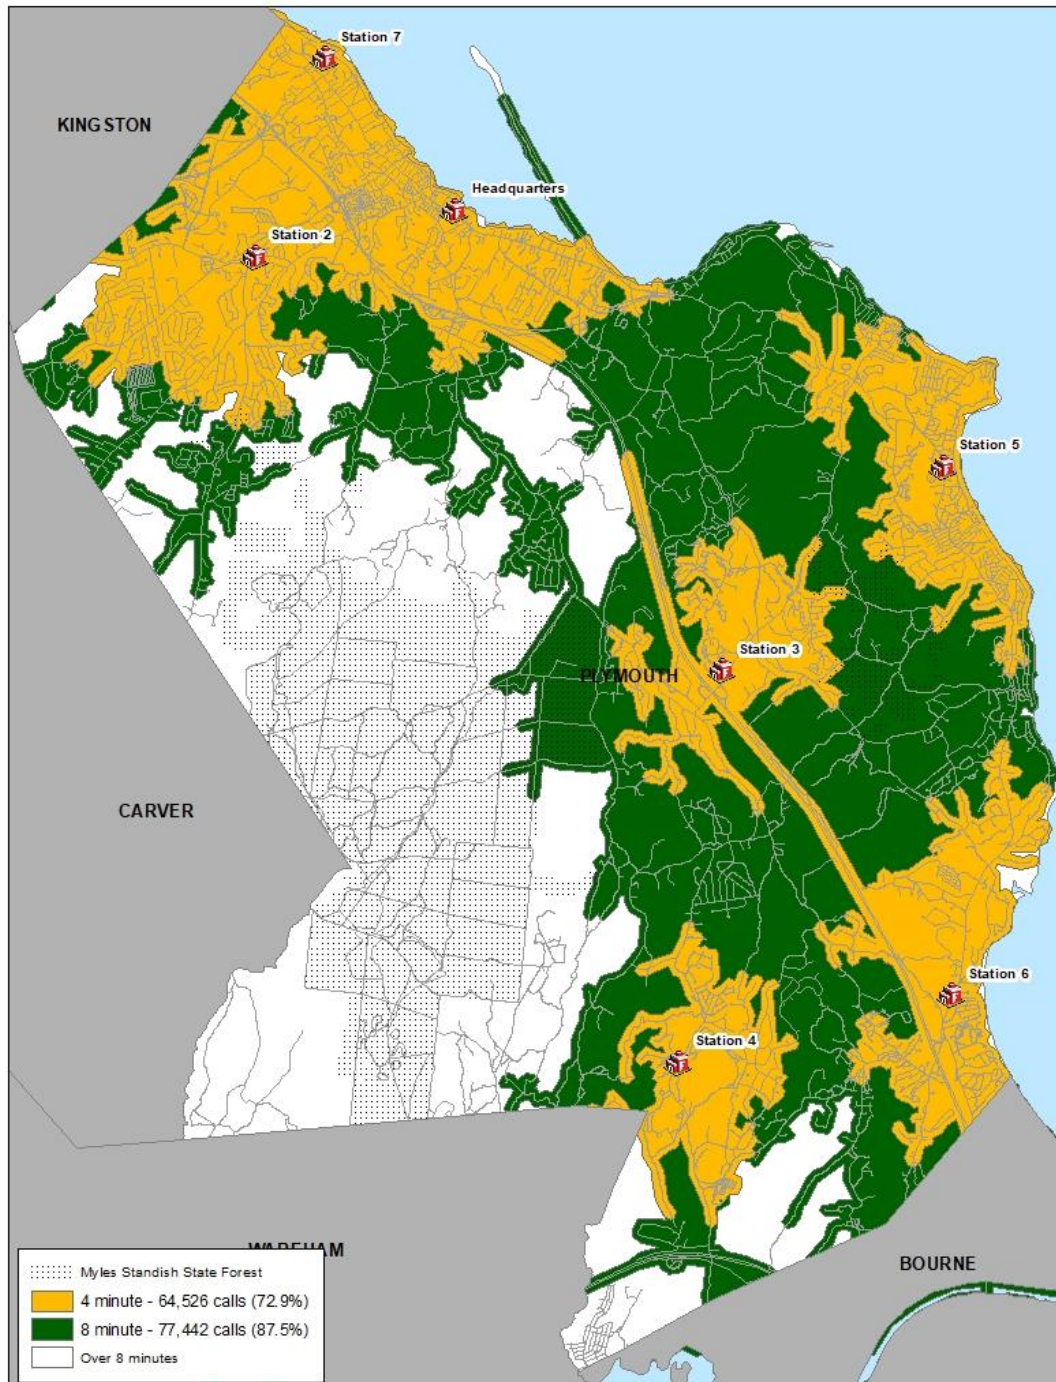 Station 7
KINGSTON
Headquarters
Station 2
Station 5
Station 3
PLYMOUTH
CARVER
Station 6
Station 4
WAREHAM
BOURNE
Myles Standish State Forest
4 minute - 64,526 calls (72.9%)
8 minute - 77,442 calls (87.5%)
Over 8 minutes